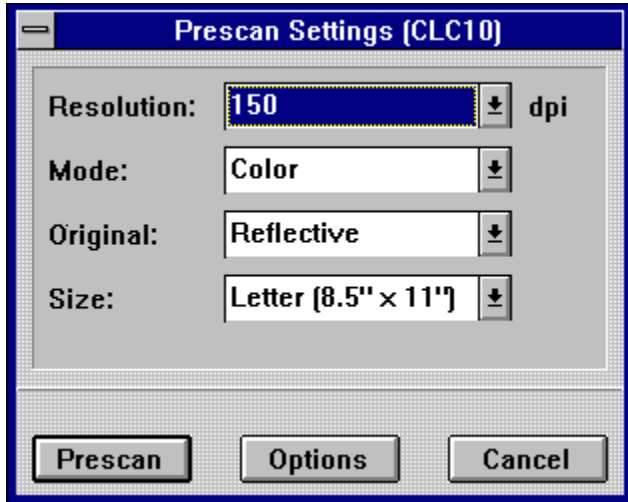 Prescan Settings (CLC10)
Resolution: 150 dpi
Mode: Color
Original: Reflective
Size: Letter (8.5" × 11")
Prescan Options Cancel